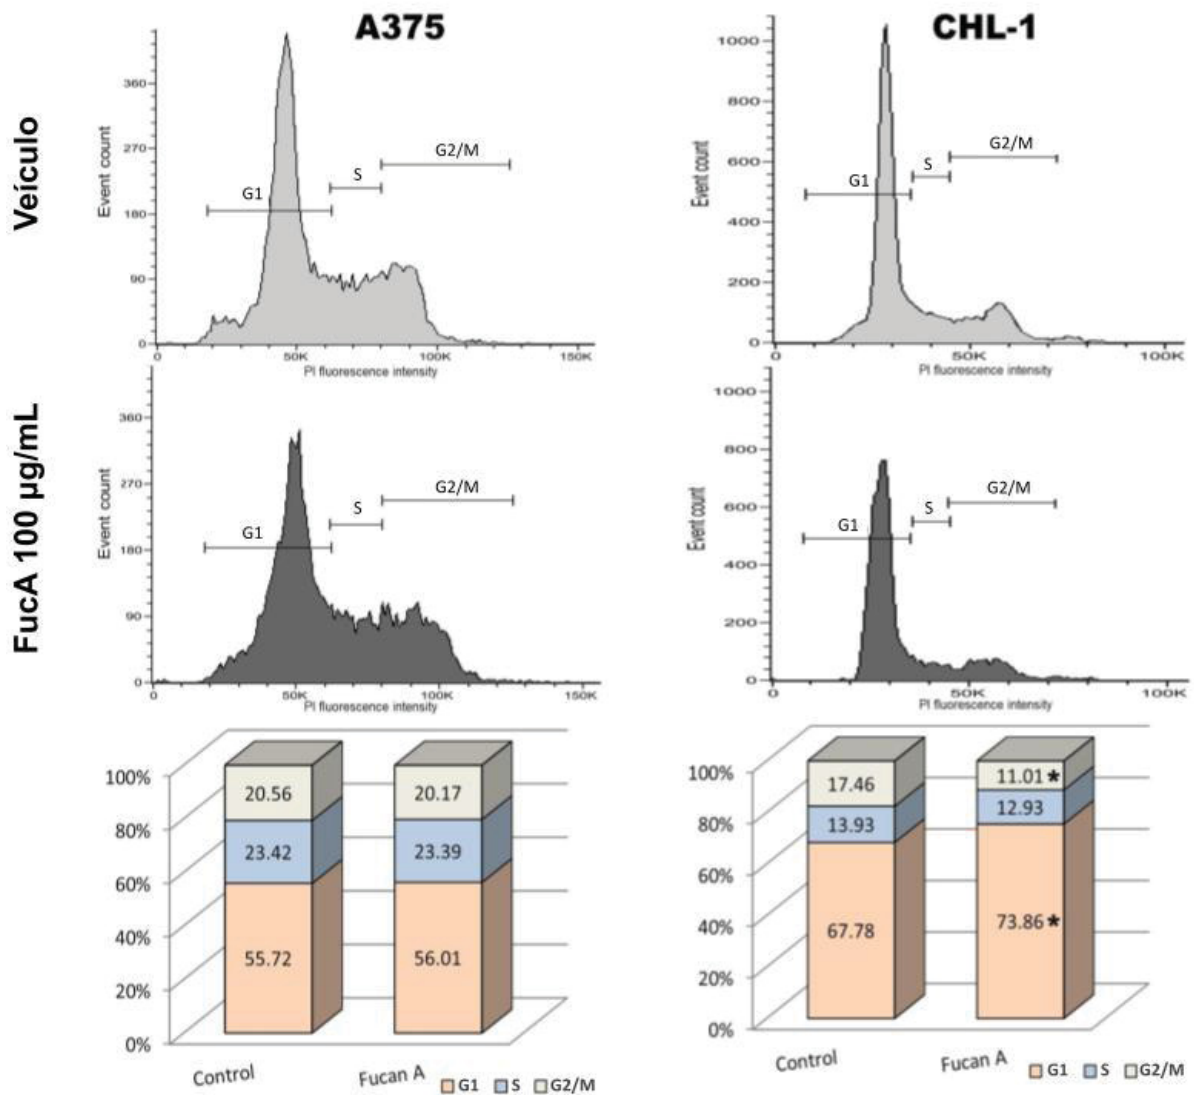 A375
CHL-1
Veículo
Event count
360
270
180
90
0
G1
S
G2/M
0
50K
100K
150K
PI fluorescence intensity
Event count
1000
800
600
400
200
0
G1
S
G2/M
0
50K
100K
PI fluorescence intensity
FucA 100 µg/mL
Event count
360
270
180
90
0
G1
S
G2/M
0
50K
100K
150K
PI fluorescence intensity
Event count
1000
800
600
400
200
0
G1
S
G2/M
0
50K
100K
PI fluorescence intensity
100%
80%
60%
40%
20%
0%
20.56
23.42
55.72
20.17
23.39
56.01
Control
Fucan A
G1 S G2/M
100%
80%
60%
40%
20%
0%
17.46
13.93
67.78
11.01*
12.93
73.86*
Control
Fucan A
G1 S G2/M